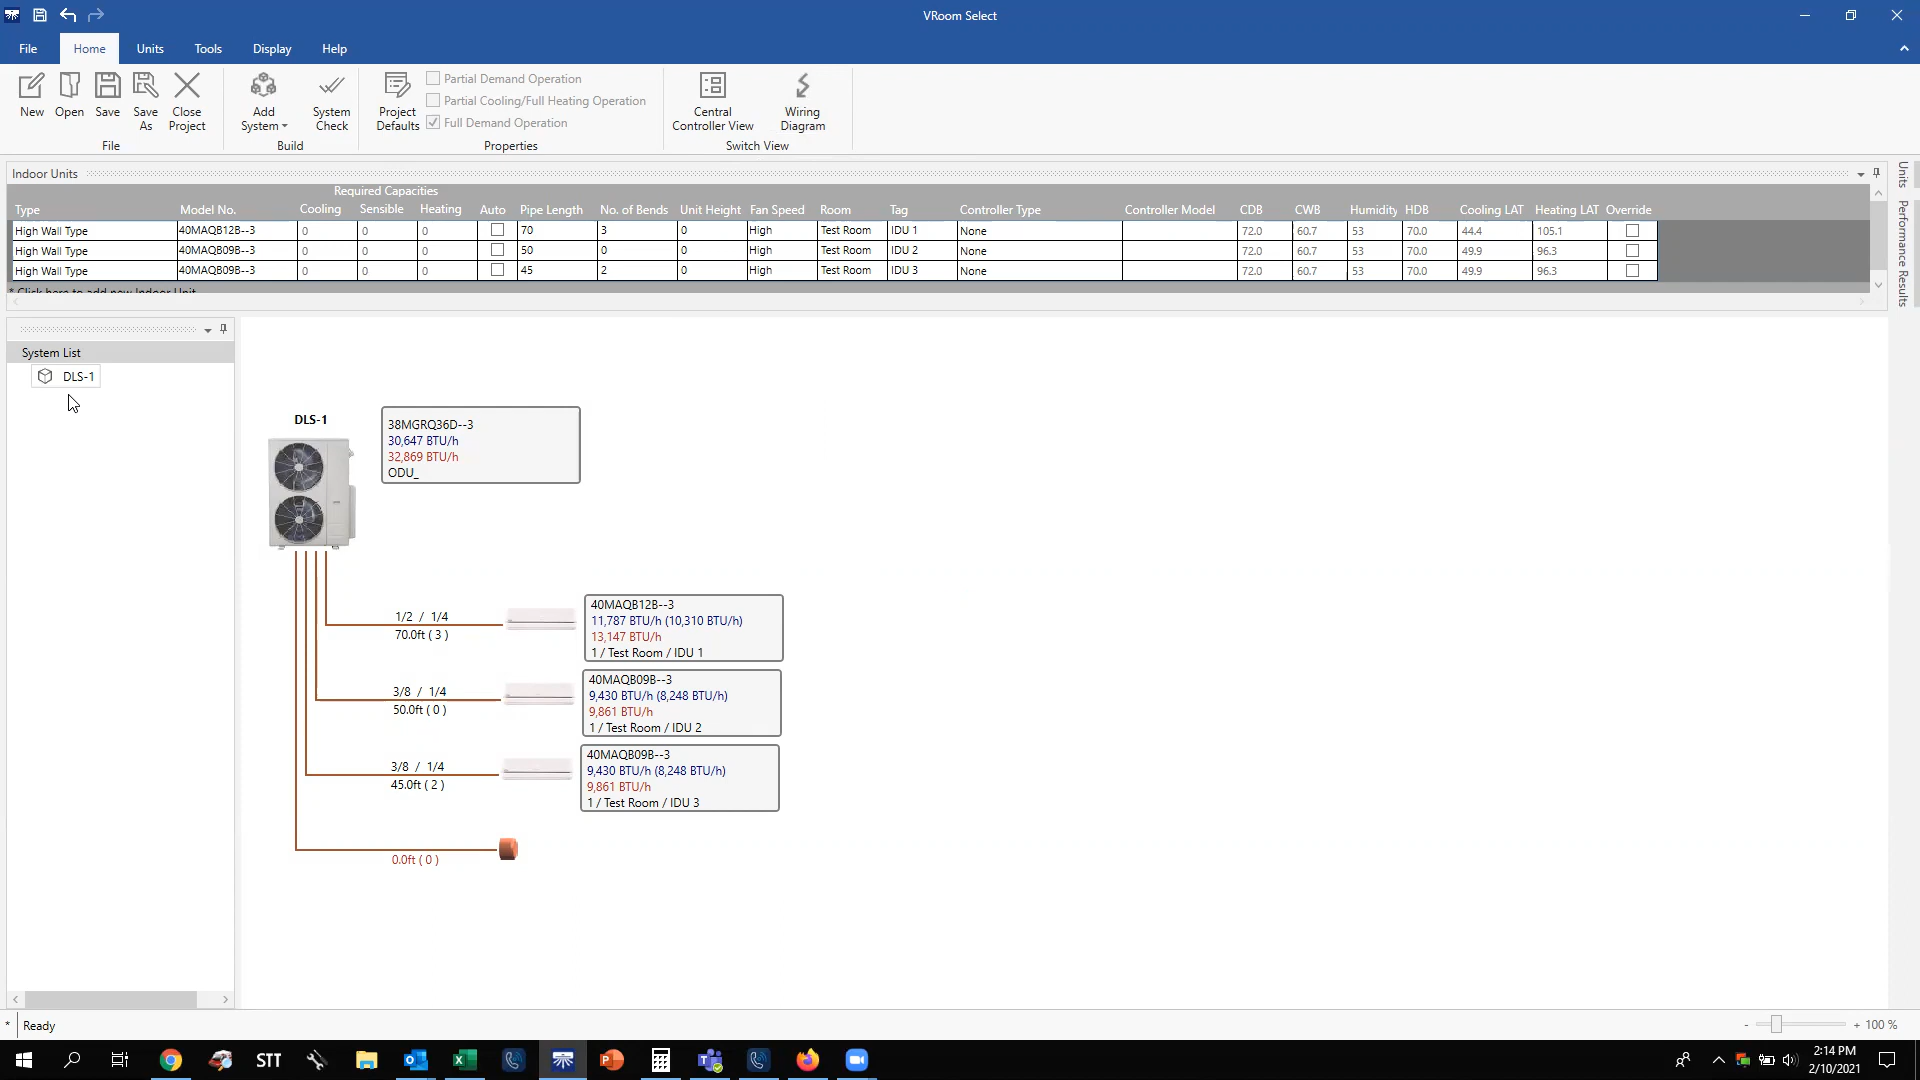 VRoom Select
File Home Units Tools Display Help
New Open Save Save As Close Project
File
Add System System Check
Build
Project Defaults
Partial Demand Operation
Partial Cooling/Full Heating Operation
Full Demand Operation
Properties
Central Controller View Wiring Diagram
Switch View
Indoor Units
Units
Performance Results
Required Capacities
Type Model No. Cooling Sensible Heating Auto Pipe Length No. of Bends Unit Height Fan Speed Room Tag Controller Type Controller Model CDB CWB Humidity HDB Cooling LAT Heating LAT Override
High Wall Type 40MAQB12B--3 0 0 0 70 3 0 High Test Room IDU 1 None 72.0 60.7 53 70.0 44.4 105.1
High Wall Type 40MAQB09B--3 0 0 0 50 0 0 High Test Room IDU 2 None 72.0 60.7 53 70.0 49.9 96.3
High Wall Type 40MAQB09B--3 0 0 0 45 2 0 High Test Room IDU 3 None 72.0 60.7 53 70.0 49.9 96.3
* Click here to add new Indoor Unit
System List
DLS-1
DLS-1
38MGRQ36D--3
30,647 BTU/h
32,869 BTU/h
ODU_
1/2 / 1/4
70.0ft ( 3 )
40MAQB12B--3
11,787 BTU/h (10,310 BTU/h)
13,147 BTU/h
1 / Test Room / IDU 1
3/8 / 1/4
50.0ft ( 0 )
40MAQB09B--3
9,430 BTU/h (8,248 BTU/h)
9,861 BTU/h
1 / Test Room / IDU 2
3/8 / 1/4
45.0ft ( 2 )
40MAQB09B--3
9,430 BTU/h (8,248 BTU/h)
9,861 BTU/h
1 / Test Room / IDU 3
0.0ft ( 0 )
* Ready
- + 100 %
STT
2:14 PM
2/10/2021